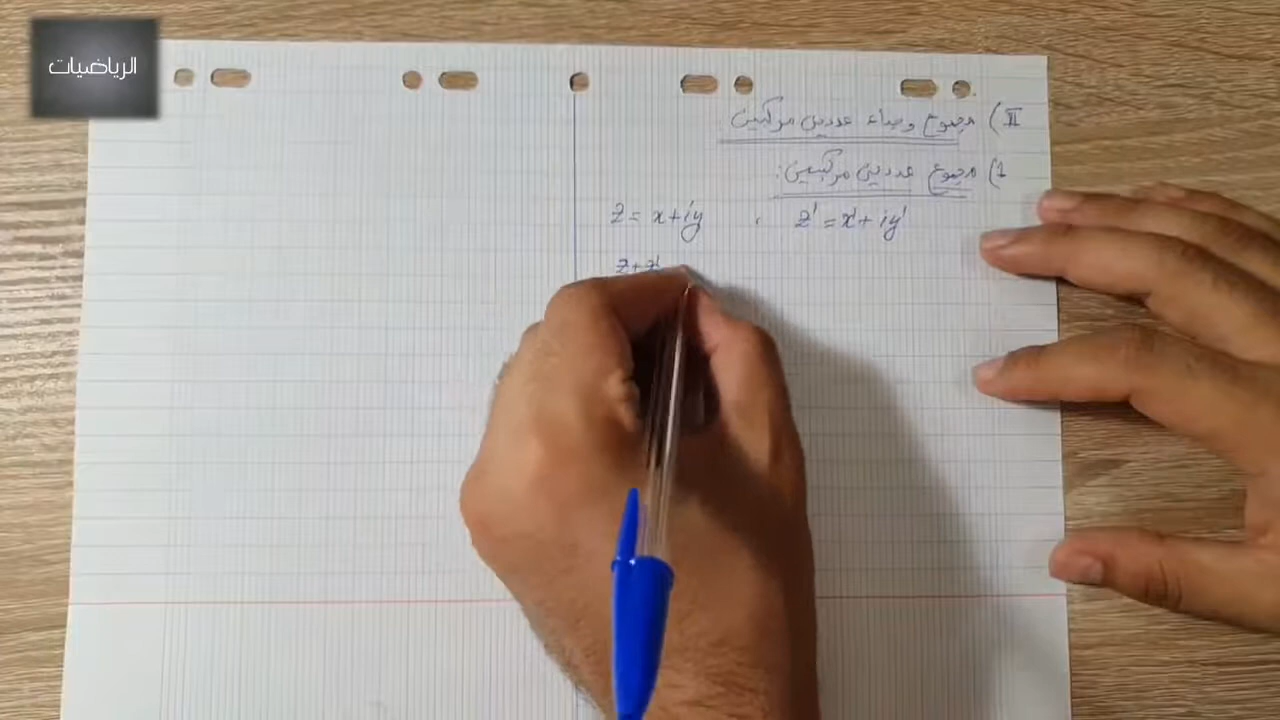 الرياضيات
II) مجموع وجداء عددين مركبين
1) مجموع عددين مركبين:
z = x+iy , z' = x'+ iy'
z+z'